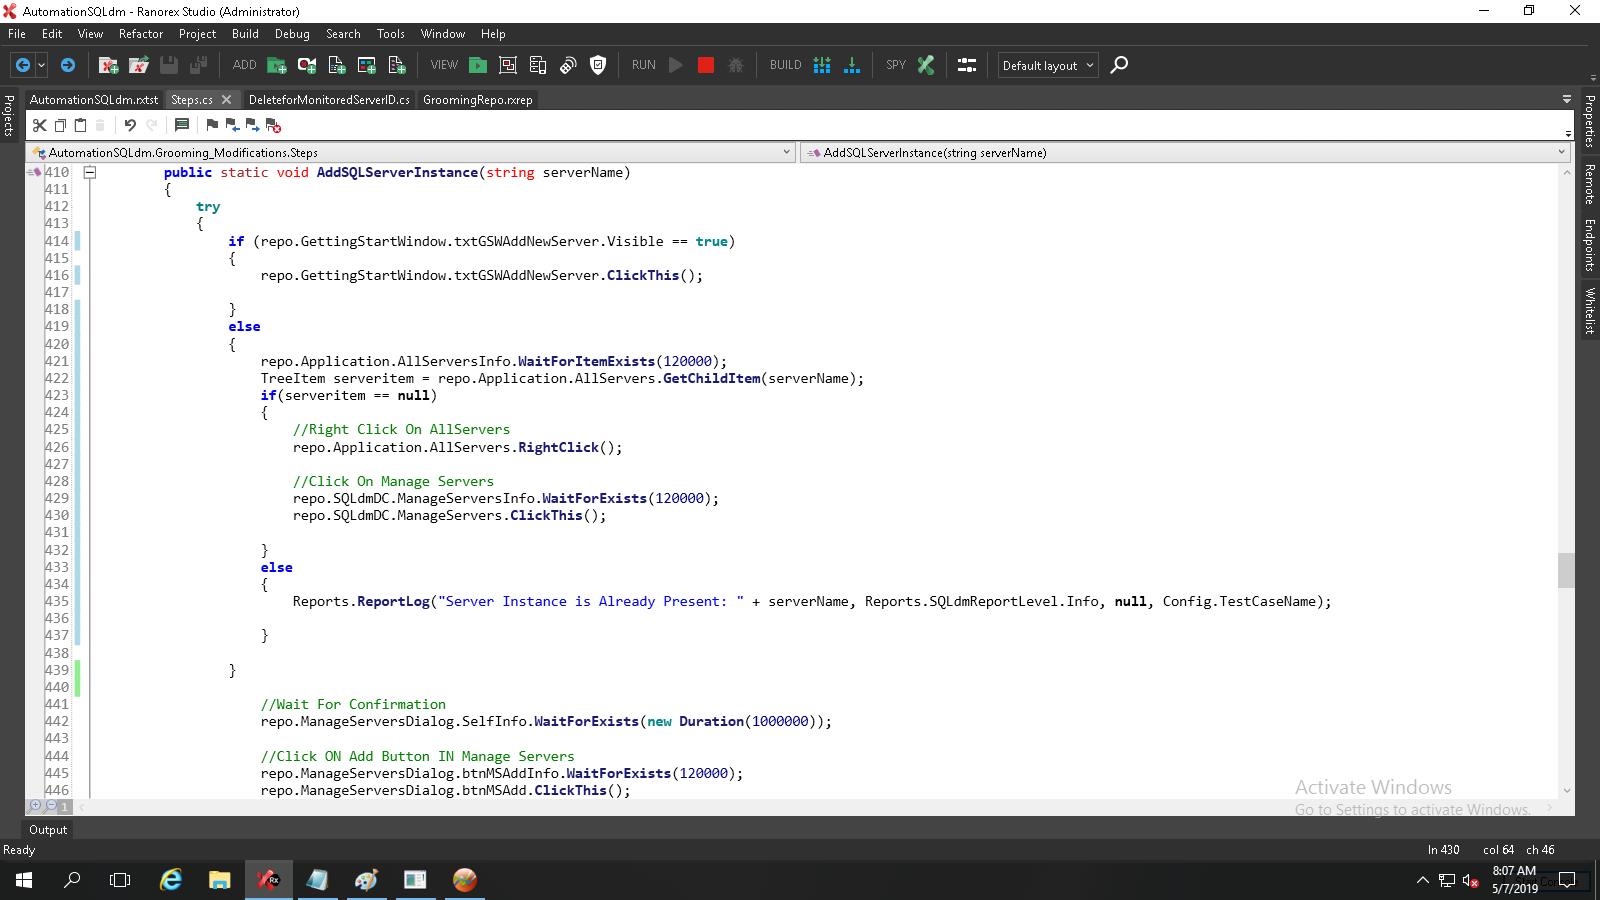 AutomationSQLdm - Ranorex Studio (Administrator)
File Edit View Refactor Project Build Debug Search Tools Window Help
ADD VIEW RUN BUILD SPY Default layout
AutomationSQLdm.rxtst Steps.cs DeleteforMonitoredServerID.cs GroomingRepo.rxrep
Projects
Properties
Remote
Endpoints
Whitelist
AutomationSQLdm.Grooming_Modifications.Steps AddSQLServerInstance(string serverName)
410 public static void AddSQLServerInstance(string serverName)
411 {
412 try
413 {
414 if (repo.GettingStartWindow.txtGSWAddNewServer.Visible == true)
415 {
416 repo.GettingStartWindow.txtGSWAddNewServer.ClickThis();
417
418 }
419 else
420 {
421 repo.Application.AllServersInfo.WaitForItemExists(120000);
422 TreeItem serveritem = repo.Application.AllServers.GetChildItem(serverName);
423 if(serveritem == null)
424 {
425 //Right Click On AllServers
426 repo.Application.AllServers.RightClick();
427
428 //Click On Manage Servers
429 repo.SQLdmDC.ManageServersInfo.WaitForExists(120000);
430 repo.SQLdmDC.ManageServers.ClickThis();
431
432 }
433 else
434 {
435 Reports.ReportLog("Server Instance is Already Present: " + serverName, Reports.SQLdmReportLevel.Info, null, Config.TestCaseName);
436
437 }
438
439 }
440
441 //Wait For Confirmation
442 repo.ManageServersDialog.SelfInfo.WaitForExists(new Duration(1000000));
443
444 //Click ON Add Button IN Manage Servers
445 repo.ManageServersDialog.btnMSAddInfo.WaitForExists(120000);
446 repo.ManageServersDialog.btnMSAdd.ClickThis();
Activate Windows
Go to Settings to activate Windows.
1
Output
Ready ln 430 col 64 ch 46
8:07 AM
5/7/2019